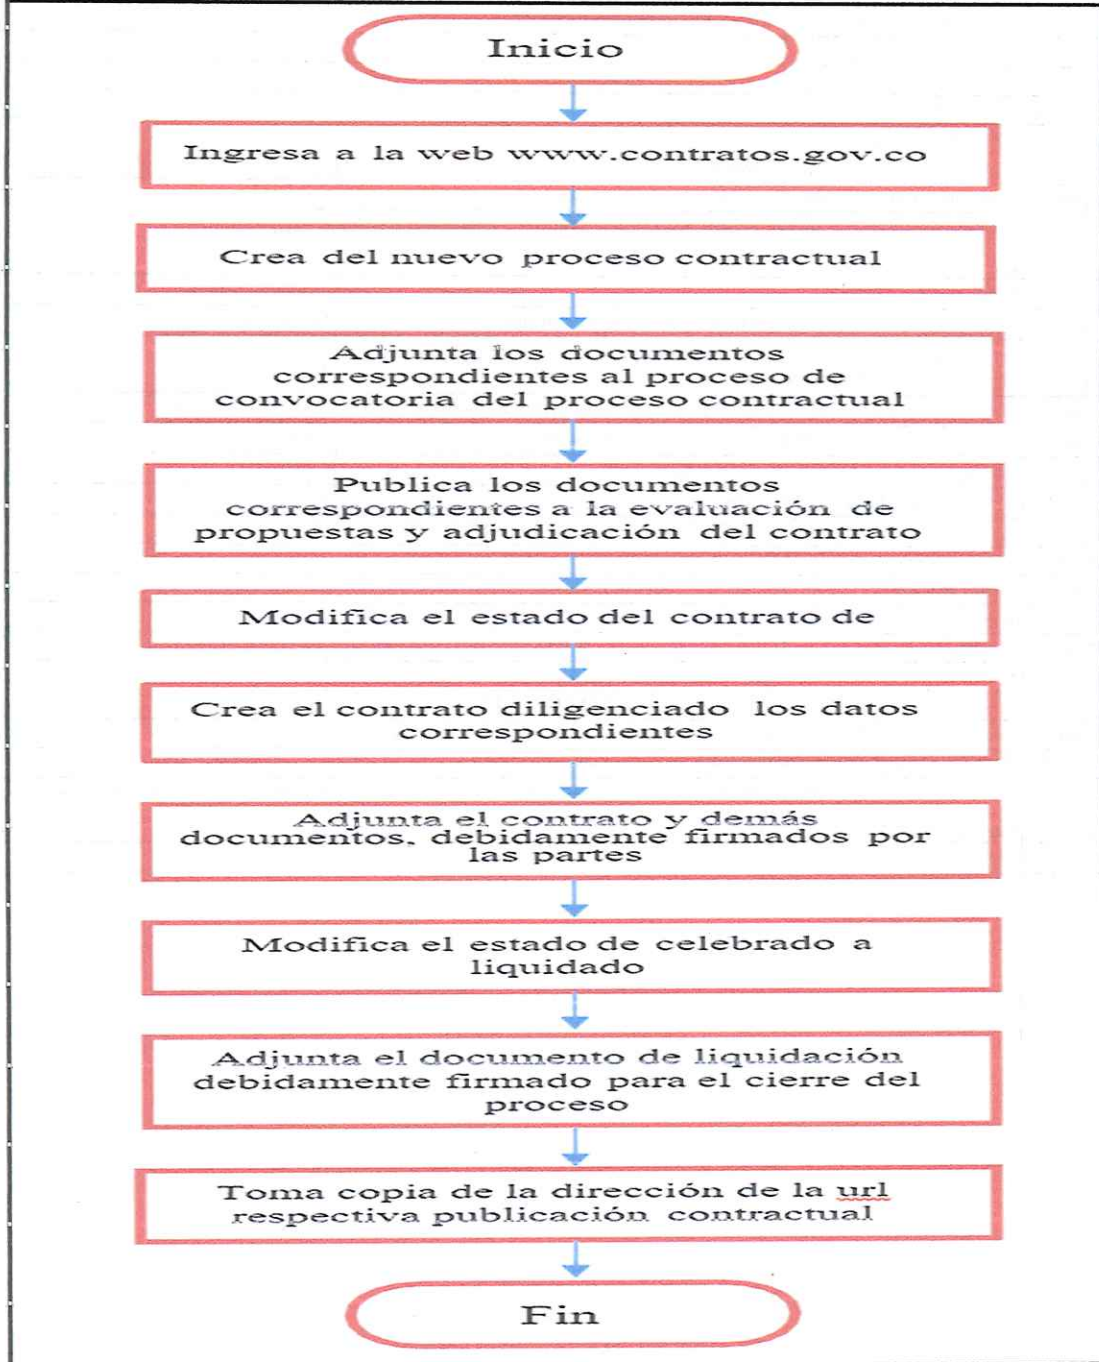 Inicio
Ingresa a la web www.contratos.gov.co
Crea del nuevo proceso contractual
Adjunta los documentos
correspondientes al proceso de
convocatoria del proceso contractual
Publica los documentos
correspondientes a la evaluación de
propuestas y adjudicación del contrato
Modifica el estado del contrato de
Crea el contrato diligenciado los datos
correspondientes
Adjunta el contrato y demás
documentos, debidamente firmados por
las partes
Modifica el estado de celebrado a
liquidado
Adjunta el documento de liquidación
debidamente firmado para el cierre del
proceso
Toma copia de la dirección de la url
respectiva publicación contractual
Fin